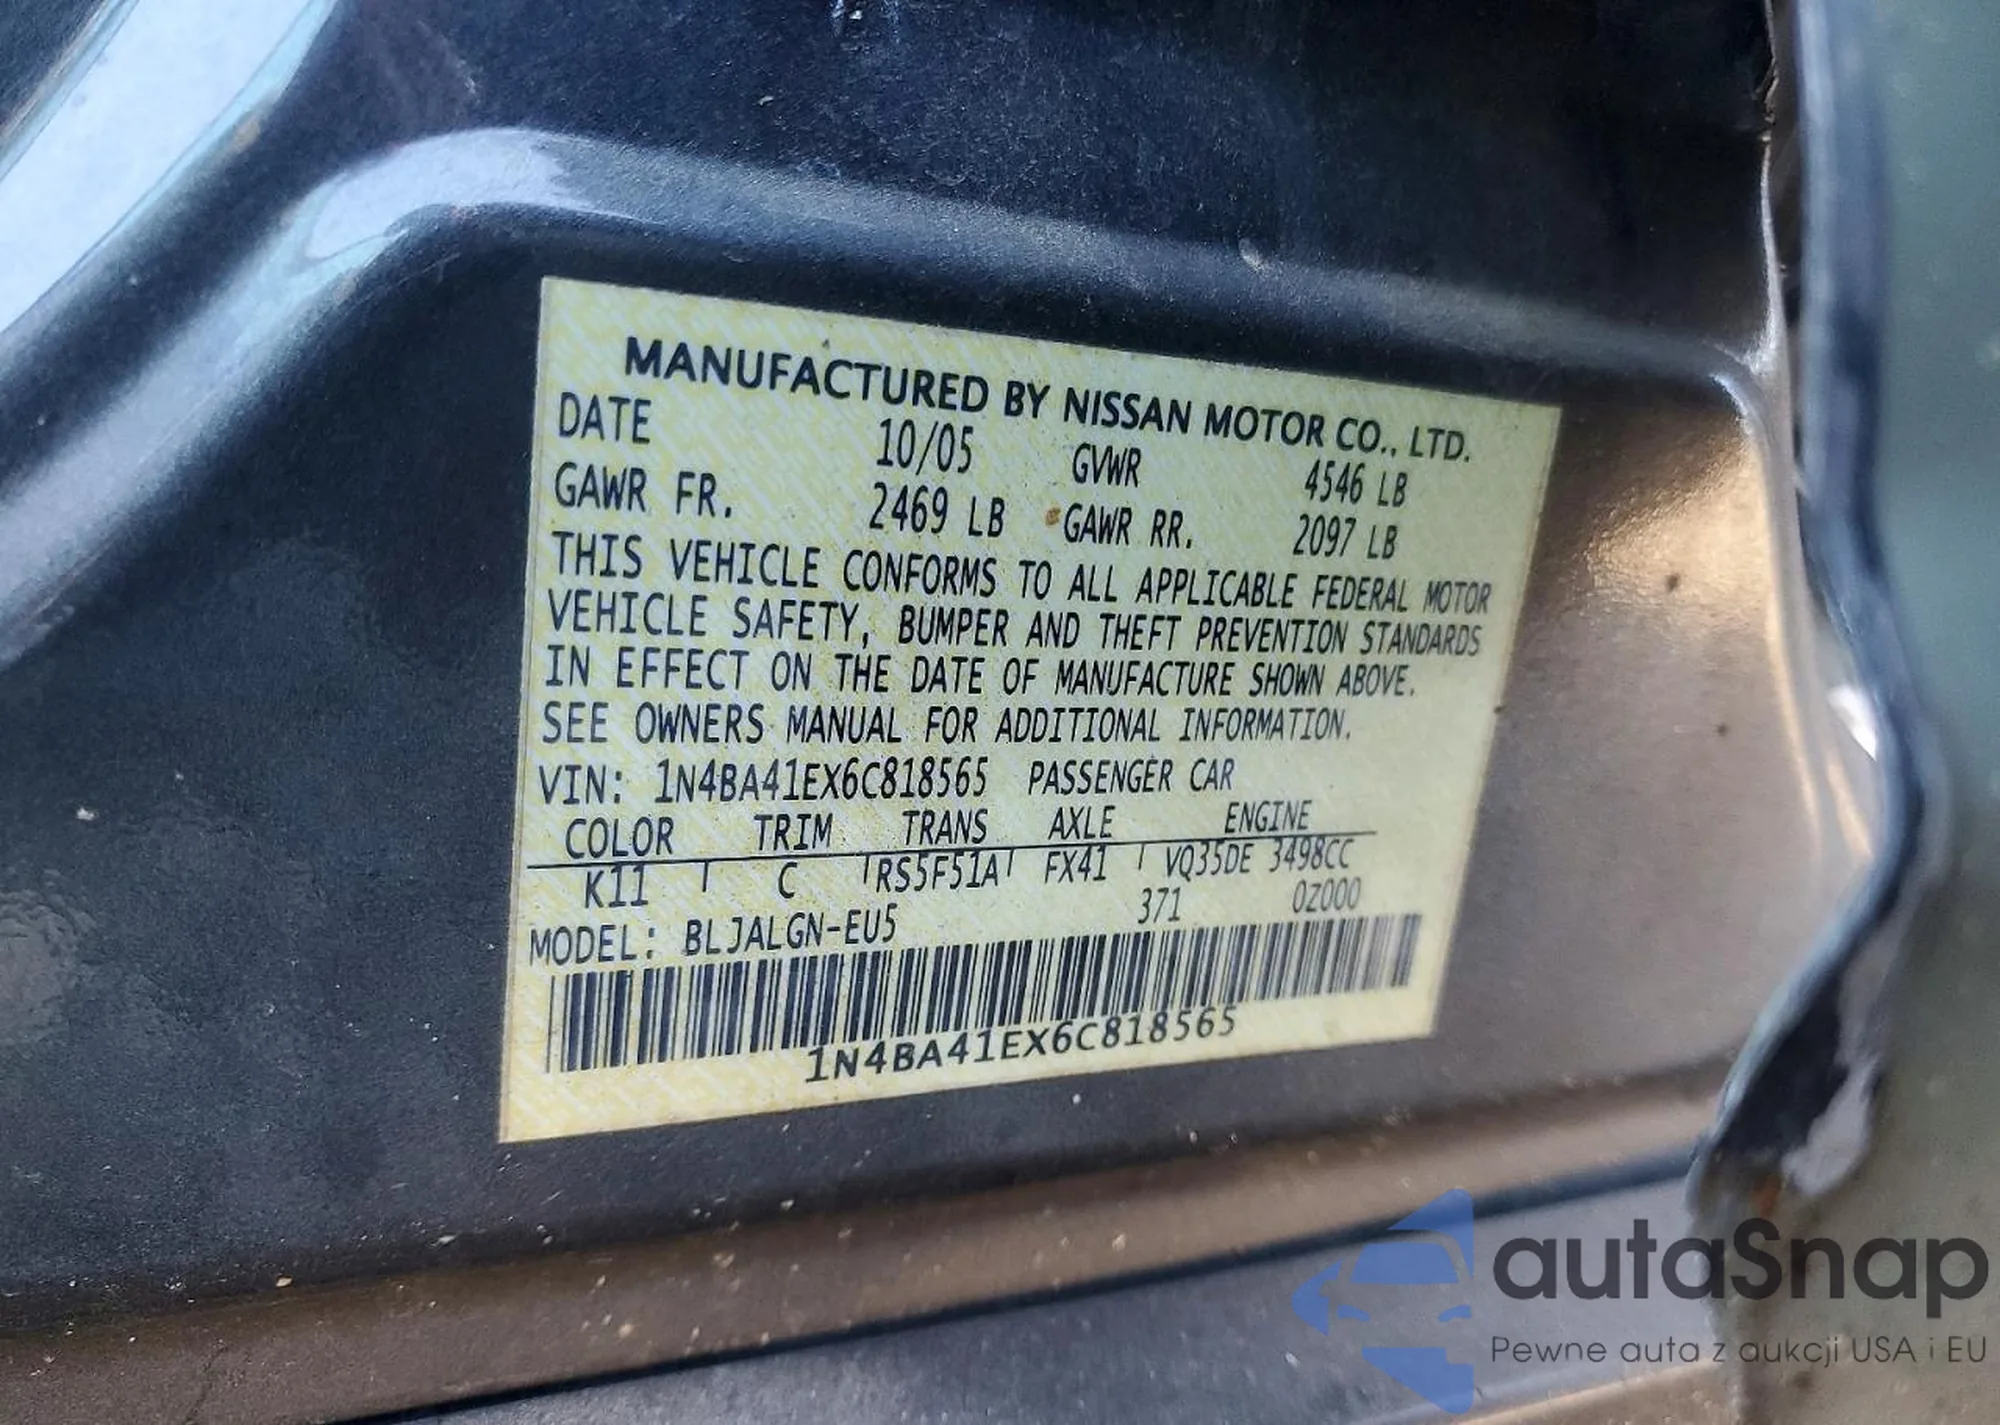 MANUFACTURED BY NISSAN MOTOR CO., LTD.
DATE 10/05 GVWR 4546 LB
GAWR FR. 2469 LB GAWR RR. 2097 LB
THIS VEHICLE CONFORMS TO ALL APPLICABLE FEDERAL MOTOR
VEHICLE SAFETY, BUMPER AND THEFT PREVENTION STANDARDS
IN EFFECT ON THE DATE OF MANUFACTURE SHOWN ABOVE.
SEE OWNERS MANUAL FOR ADDITIONAL INFORMATION.
VIN: 1N4BA41EX6C818565 PASSENGER CAR
COLOR TRIM TRANS AXLE ENGINE
K11 C RS5F51A FX41 VQ35DE 3498CC
371 0Z000
MODEL: BLJALGN-EU5
1N4BA41EX6C818565
autaSnap
Pewne auta z aukcji USA i EU